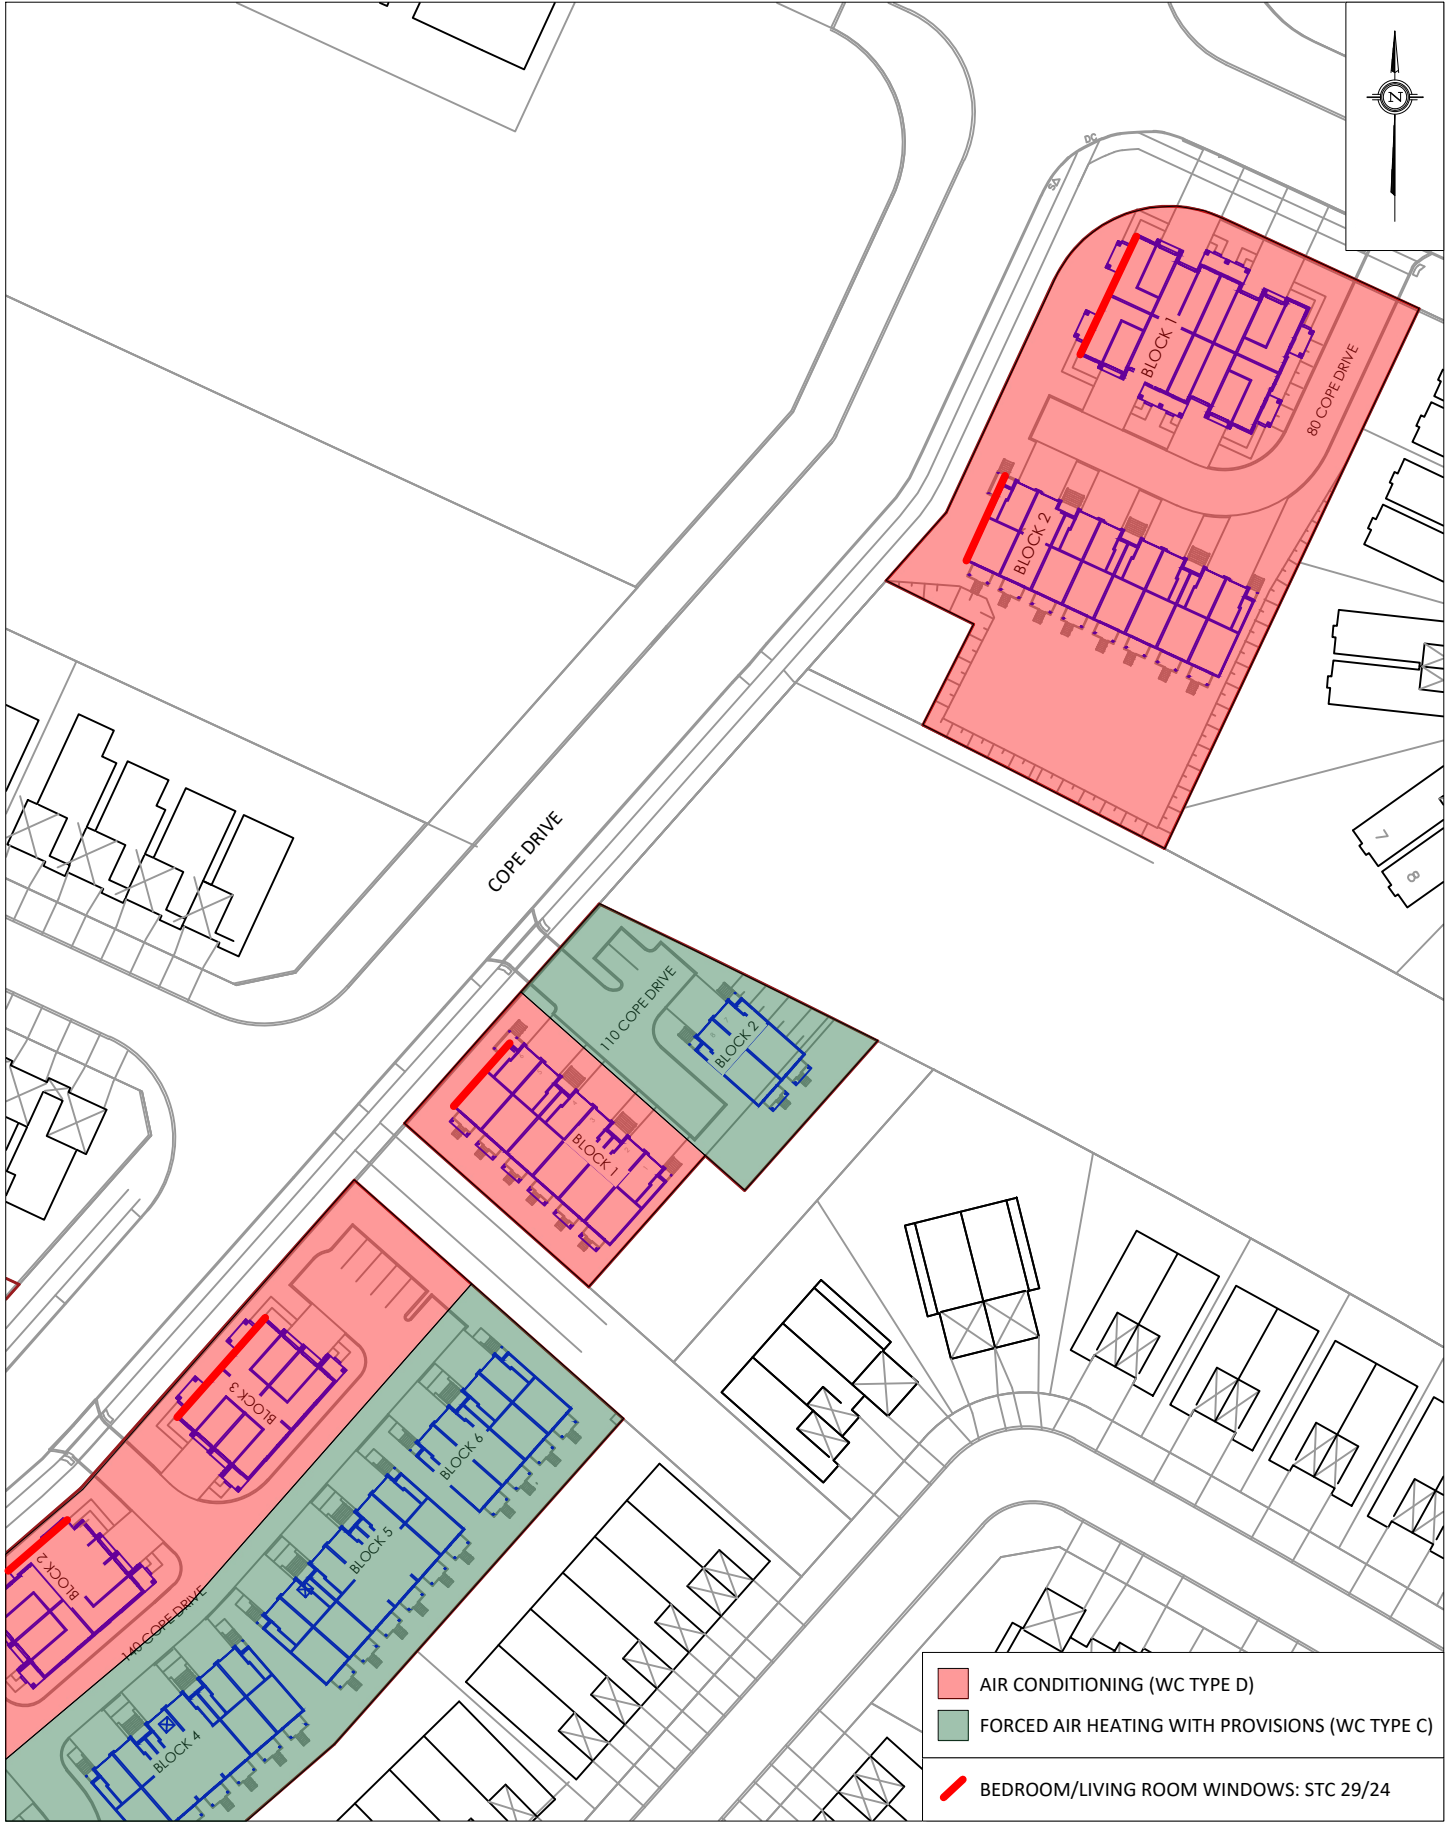 N
DC
BLOCK 1
80 COPE DRIVE
BLOCK 2
7
8
COPE DRIVE
110 COPE DRIVE
BLOCK 2
BLOCK 1
BLOCK 3
BLOCK 6
BLOCK 5
BLOCK 2
140 COPE DRIVE
BLOCK 4
AIR CONDITIONING (WC TYPE D)
FORCED AIR HEATING WITH PROVISIONS (WC TYPE C)
BEDROOM/LIVING ROOM WINDOWS: STC 29/24